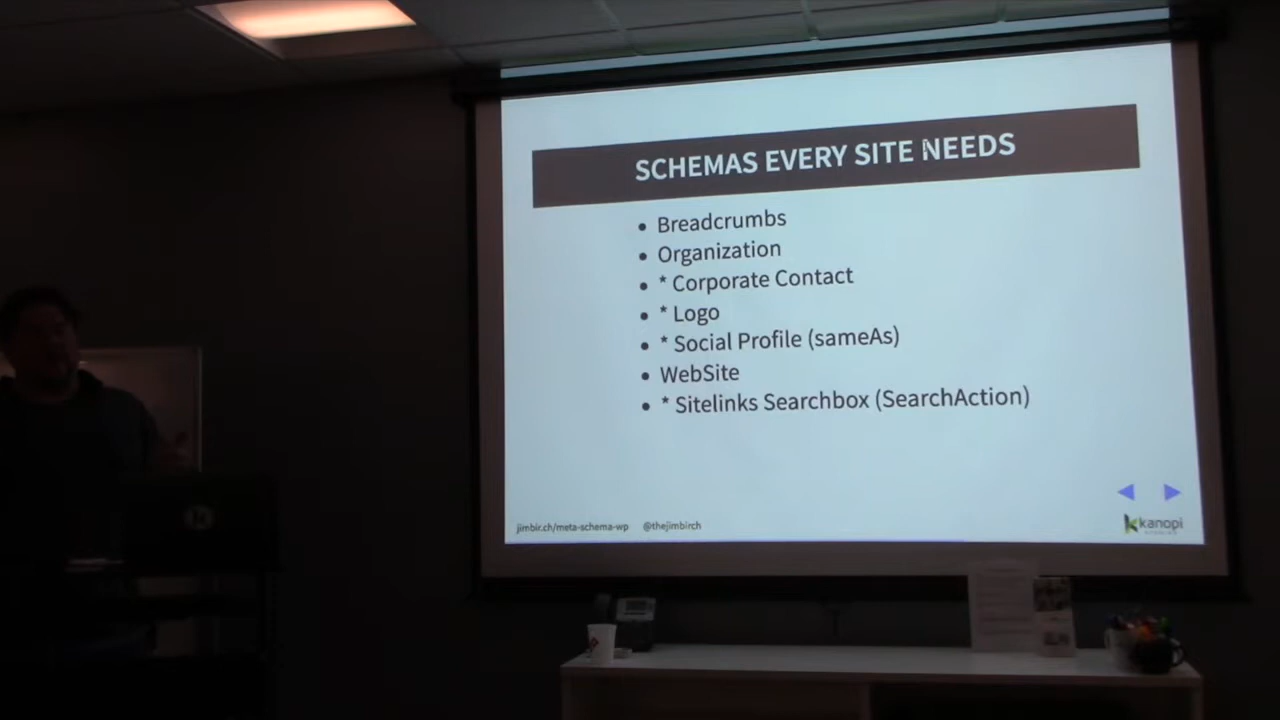 SCHEMAS EVERY SITE NEEDS
• Breadcrumbs
• Organization
• * Corporate Contact
• * Logo
• * Social Profile (sameAs)
• WebSite
• * Sitelinks Searchbox (SearchAction)
jimbir.ch/meta-schema-wp @thejimbirch
kanopi